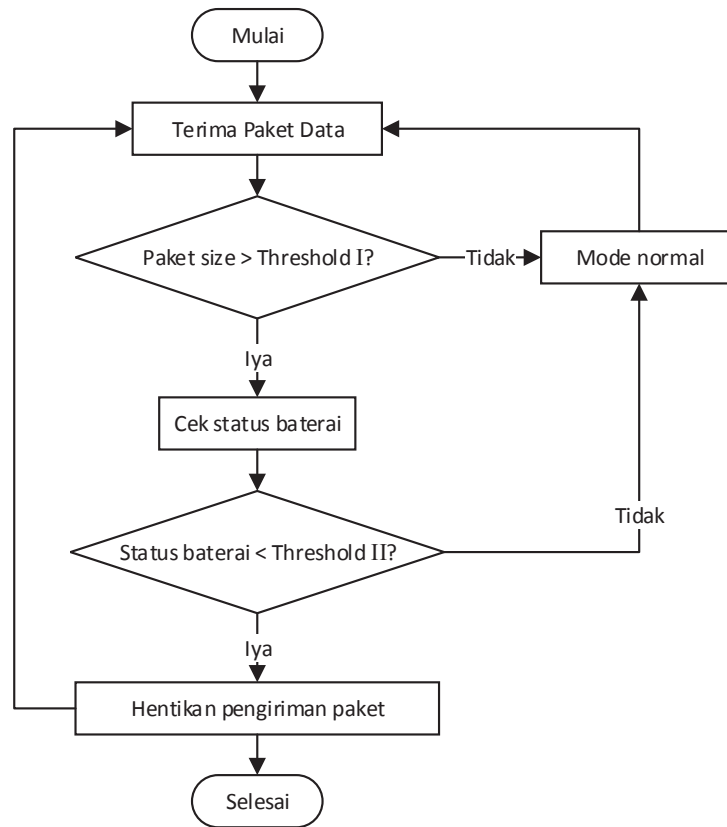 Mulai
Terima Paket Data
Paket size > Threshold I?
Tidak
Mode normal
Iya
Cek status baterai
Tidak
Status baterai < Threshold II?
Iya
Hentikan pengiriman paket
Selesai